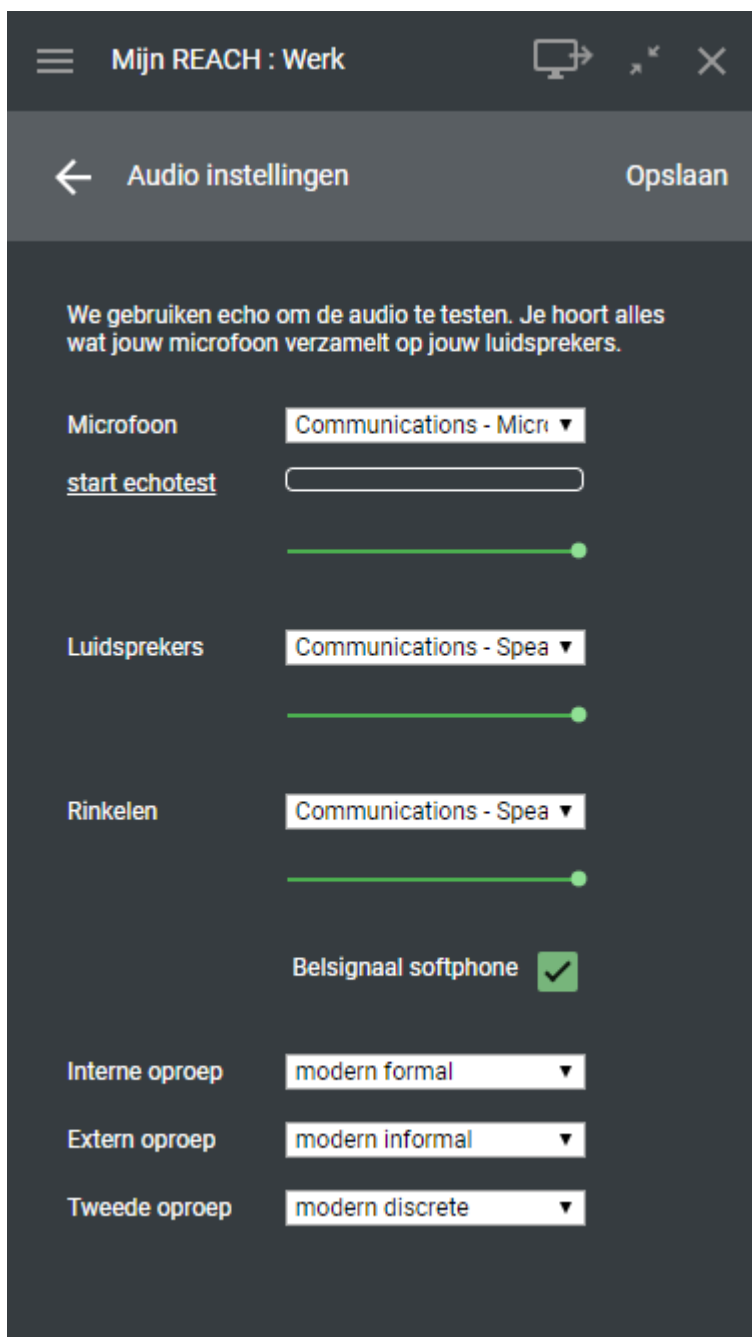 Mijn REACH : Werk
Audio instellingen Opslaan
We gebruiken echo om de audio te testen. Je hoort alles
wat jouw microfoon verzamelt op jouw luidsprekers.
Microfoon Communications - Micr
start echotest
Luidsprekers Communications - Spea
Rinkelen Communications - Spea
Belsignaal softphone
Interne oproep modern formal
Extern oproep modern informal
Tweede oproep modern discrete